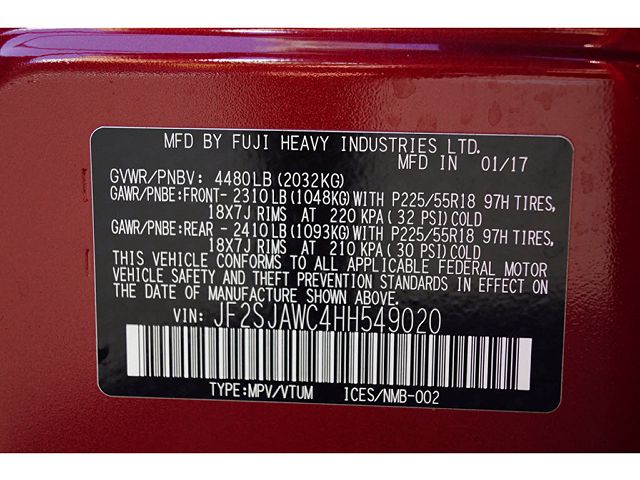 MFD BY FUJI HEAVY INDUSTRIES LTD.
MFD IN 01/17
GVWR/PNBV: 4480LB(2032KG)
GAWR/PNBE:FRONT- 2310LB(1048KG)WITH P225/55R18 97H TIRES,
18X7J RIMS AT 220 KPA(32 PSI)COLD
GAWR/PNBE:REAR - 2410LB(1093KG)WITH P225/55R18 97H TIRES,
18X7J RIMS AT 210 KPA(30 PSI)COLD
THIS VEHICLE CONFORMS TO ALL APPLICABLE FEDERAL MOTOR
VEHICLE SAFETY AND THEFT PREVENTION STANDARDS IN EFFECT ON
THE DATE OF MANUFACTURE SHOWN ABOVE.
VIN: JF2SJAWC4HH549020
TYPE:MPV/VTUM ICES/NMB-002